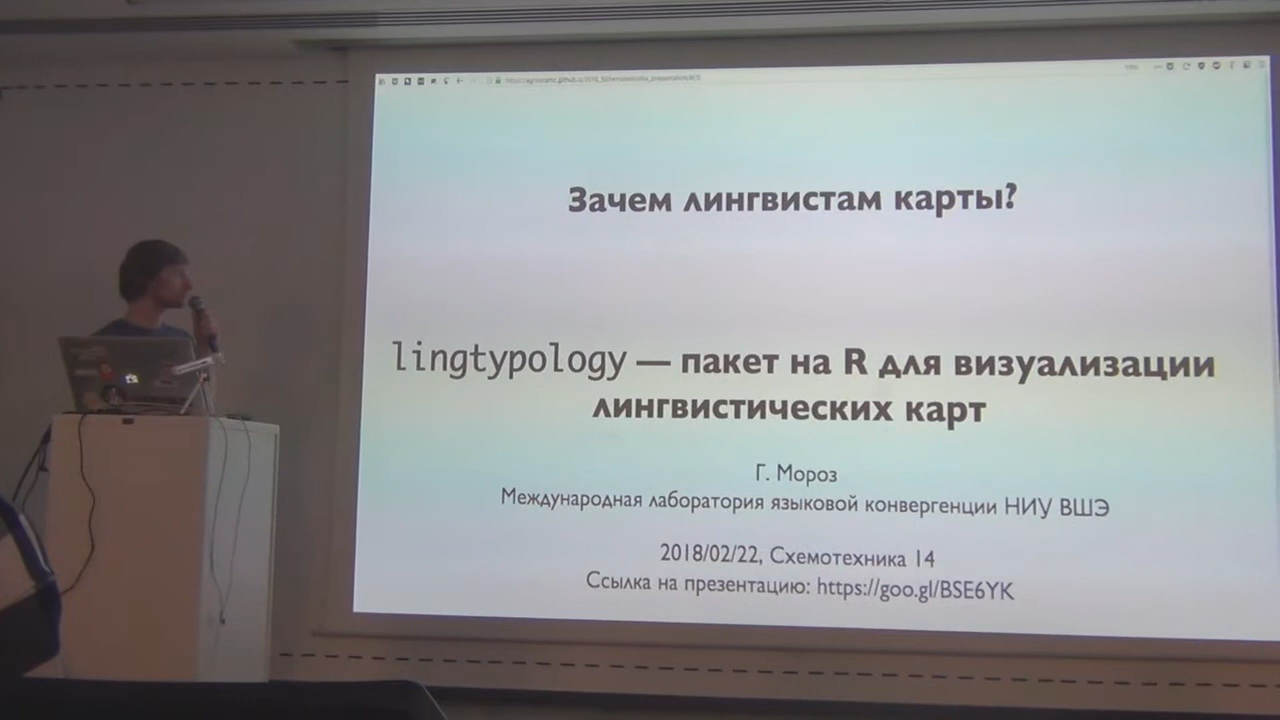 Зачем лингвистам карты?
lingtypology — пакет на R для визуализации
лингвистических карт
Г. Мороз
Международная лаборатория языковой конвергенции НИУ ВШЭ
2018/02/22, Схемотехника 14
Ссылка на презентацию: https://goo.gl/BSE6YK